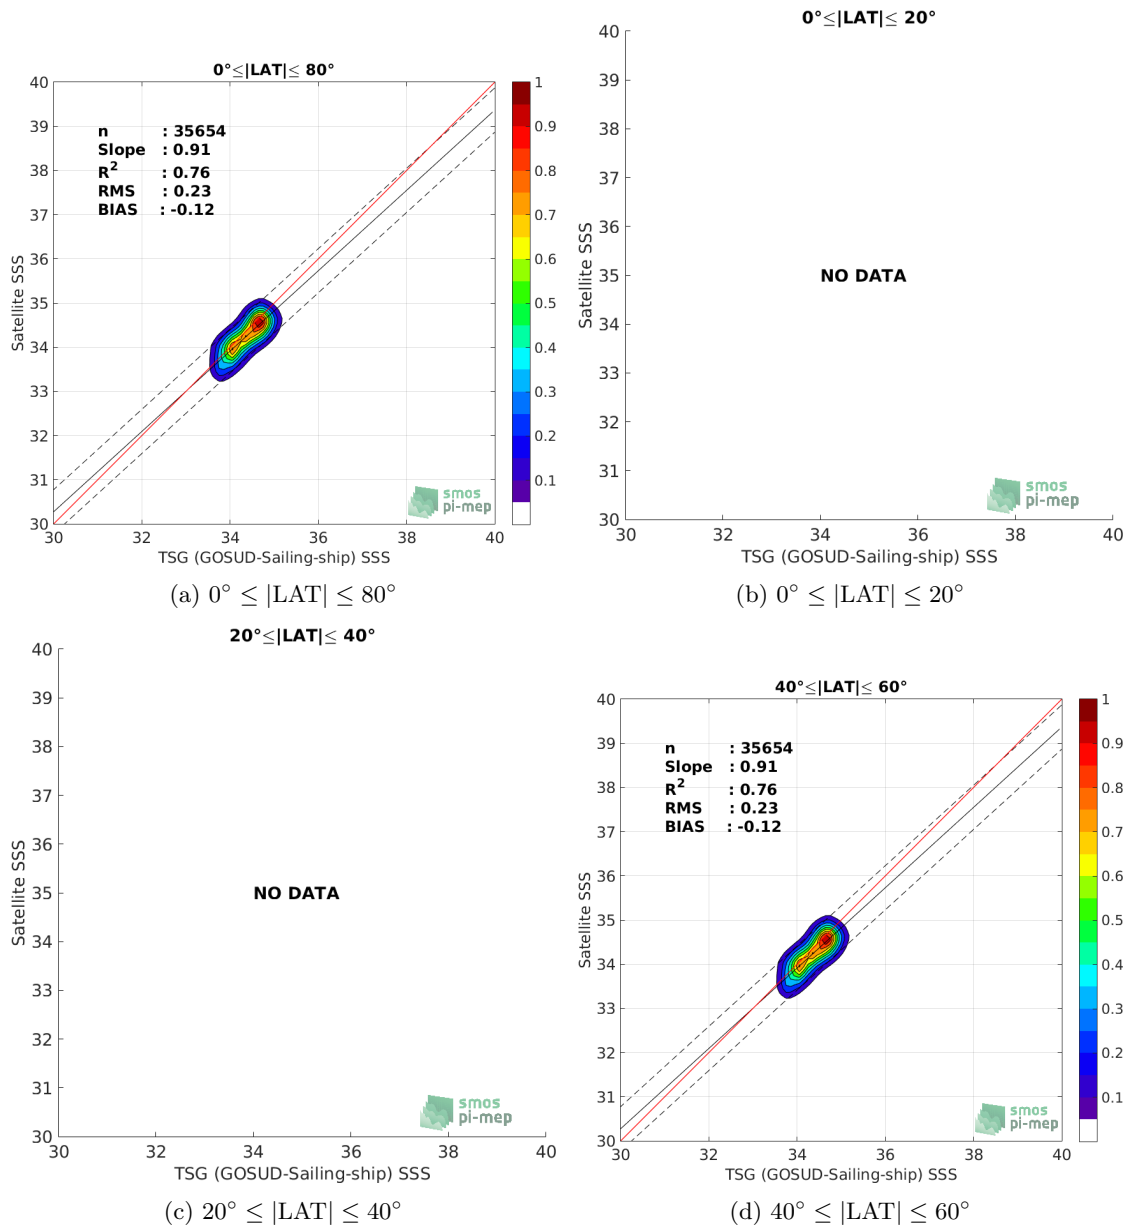 0°≤|LAT|≤ 80°
40
39
38
37
36
35
34
33
32
31
30
Satellite SSS
n : 35654
Slope : 0.91
R² : 0.76
RMS : 0.23
BIAS : -0.12
1
0.9
0.8
0.7
0.6
0.5
0.4
0.3
0.2
0.1
smos
pi-mep
30 32 34 36 38 40
TSG (GOSUD-Sailing-ship) SSS
(a) 0° ≤ |LAT| ≤ 80°
0°≤|LAT|≤ 20°
40
39
38
37
36
35
34
33
32
31
30
Satellite SSS
NO DATA
smos
pi-mep
30 32 34 36 38 40
TSG (GOSUD-Sailing-ship) SSS
(b) 0° ≤ |LAT| ≤ 20°
20°≤|LAT|≤ 40°
40
39
38
37
36
35
34
33
32
31
30
Satellite SSS
NO DATA
smos
pi-mep
30 32 34 36 38 40
TSG (GOSUD-Sailing-ship) SSS
(c) 20° ≤ |LAT| ≤ 40°
40°≤|LAT|≤ 60°
40
39
38
37
36
35
34
33
32
31
30
Satellite SSS
n : 35654
Slope : 0.91
R² : 0.76
RMS : 0.23
BIAS : -0.12
1
0.9
0.8
0.7
0.6
0.5
0.4
0.3
0.2
0.1
smos
pi-mep
30 32 34 36 38 40
TSG (GOSUD-Sailing-ship) SSS
(d) 40° ≤ |LAT| ≤ 60°